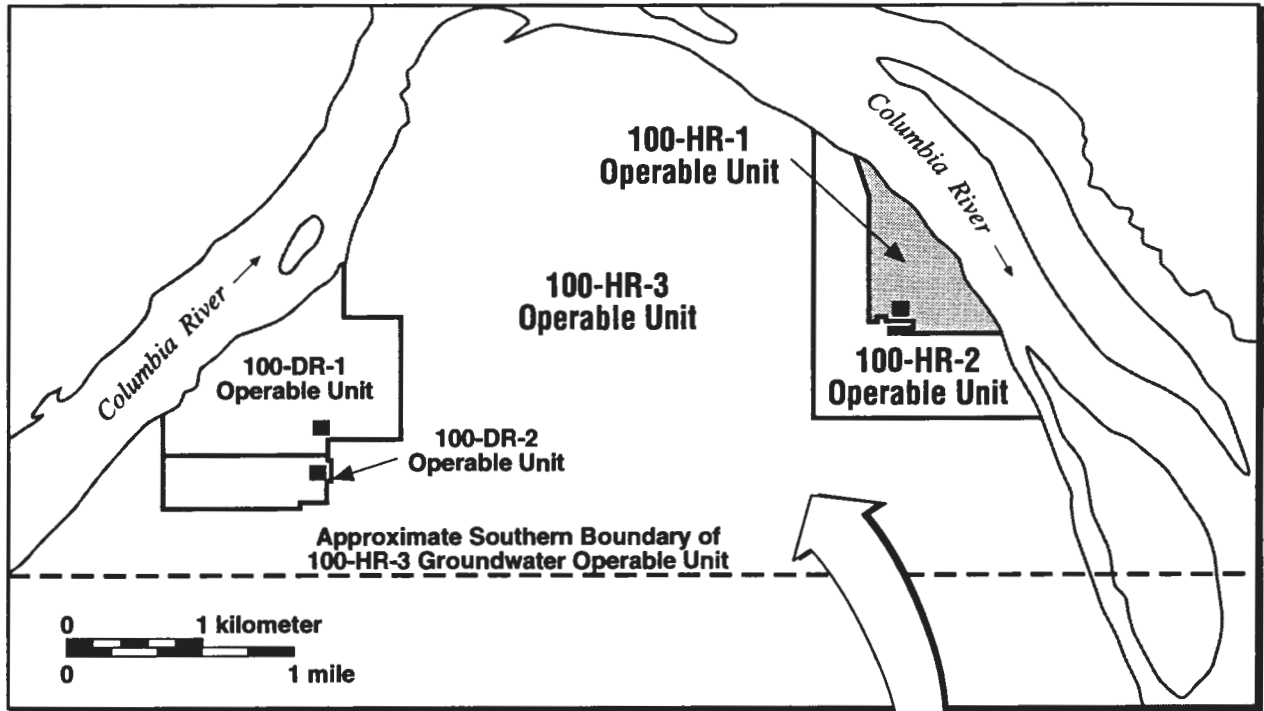 100-HR-1
Operable Unit
Columbia River
100-HR-3
Operable Unit
Columbia River
100-HR-2
Operable Unit
100-DR-1
Operable Unit
100-DR-2
Operable Unit
Approximate Southern Boundary of
100-HR-3 Groundwater Operable Unit
0 1 kilometer
0 1 mile